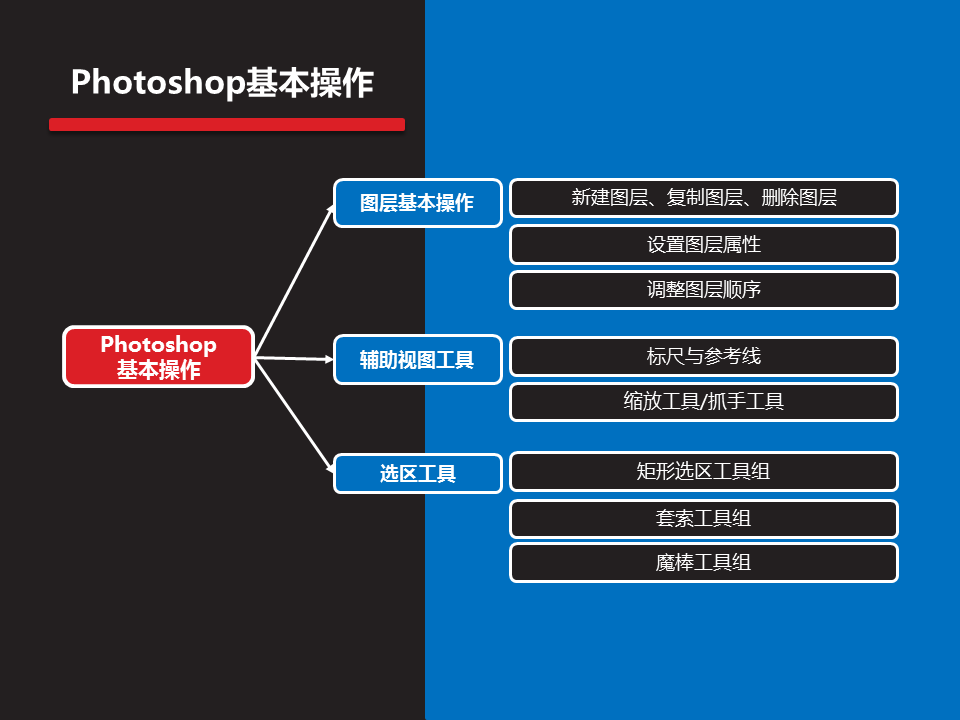 Photoshop基本操作
Photoshop
基本操作
图层基本操作
新建图层、复制图层、删除图层
设置图层属性
调整图层顺序
辅助视图工具
标尺与参考线
缩放工具/抓手工具
选区工具
矩形选区工具组
套索工具组
魔棒工具组